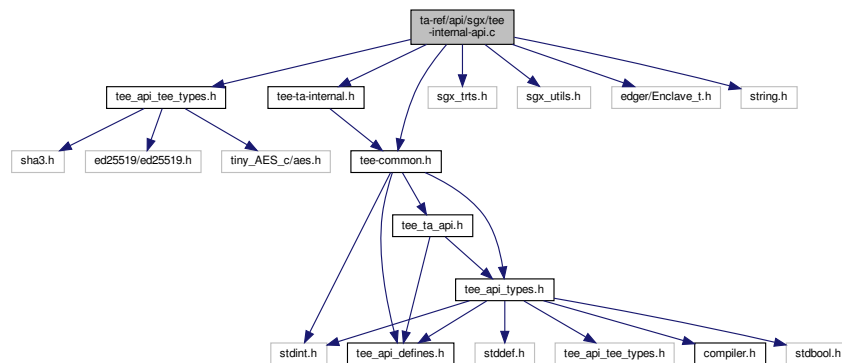 ta-ref/api/sgx/tee
-internal-api.c
tee_api_tee_types.h
tee-ta-internal.h
sgx_trts.h
sgx_utils.h
edger/Enclave_t.h
string.h
sha3.h
ed25519/ed25519.h
tiny_AES_c/aes.h
tee-common.h
tee_ta_api.h
tee_api_types.h
stdint.h
tee_api_defines.h
stddef.h
tee_api_tee_types.h
compiler.h
stdbool.h